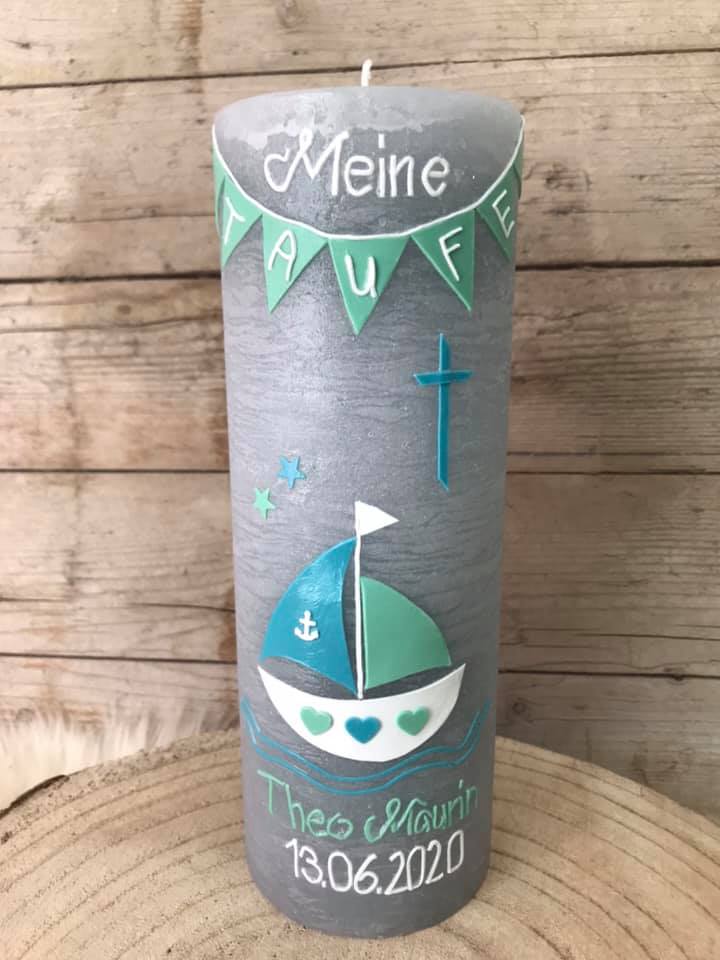 Meine
TAUFE
Theo Maurin
13.06.2020